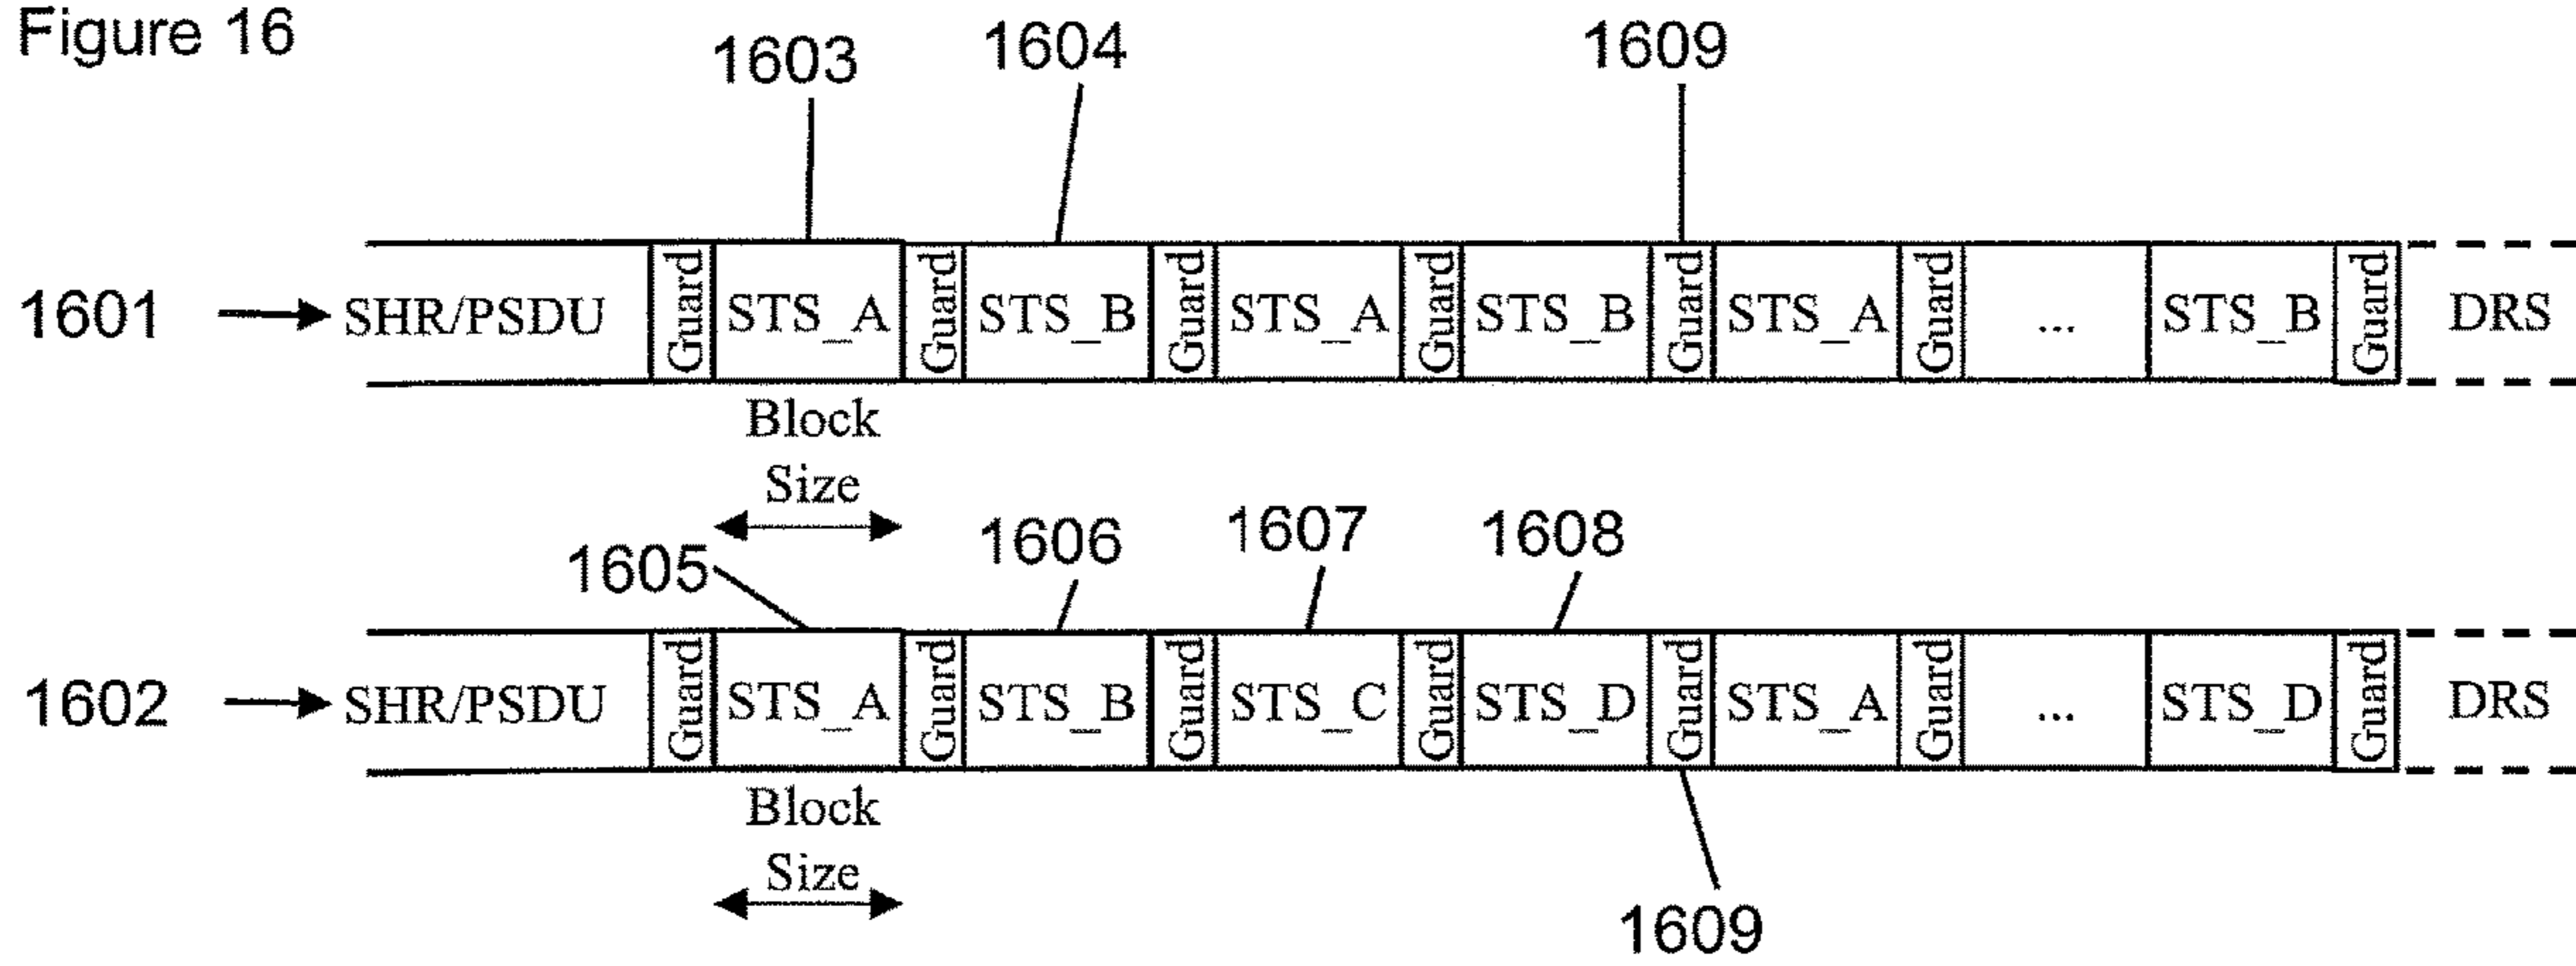 Figure 16
1603 1604 1609
1601 SHR/PSDU Guard STS_A Guard STS_B Guard STS_A Guard STS_B Guard STS_A Guard ... STS_B Guard DRS
Block
Size
1605 1606 1607 1608
1602 SHR/PSDU Guard STS_A Guard STS_B Guard STS_C Guard STS_D Guard STS_A Guard ... STS_D Guard DRS
Block
Size
1609